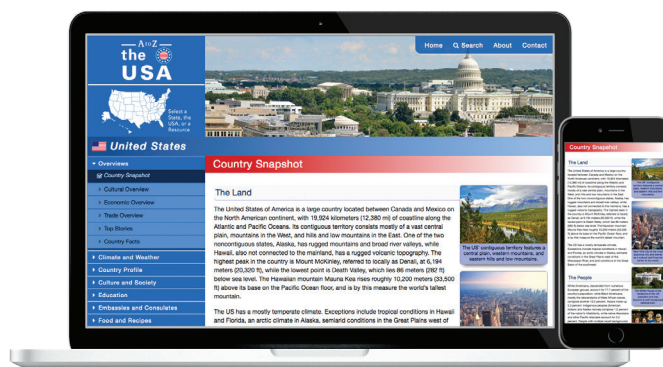 A to Z
the
USA
Home Search About Contact
Select a
State, the
USA, or a
Resource
United States
Overviews
Country Snapshot
Cultural Overview
Economic Overview
Trade Overview
Top Stories
Country Facts
Climate and Weather
Country Profile
Culture and Society
Education
Embassies and Consulates
Food and Recipes
Country Snapshot
The Land
The United States of America is a large country located between Canada and Mexico on
the North American continent, with 19,924 kilometers (12,380 mi) of coastline along the
Atlantic and Pacific Oceans. Its contiguous territory consists mostly of a vast central
plain, mountains in the West, and hills and low mountains in the East. One of the two
noncontiguous states, Alaska, has rugged mountains and broad river valleys, while
Hawaii, also not connected to the mainland, has a rugged volcanic topography. The
highest peak in the country is Mount McKinley, referred to locally as Denali, at 6,194
meters (20,320 ft), while the lowest point is Death Valley, which lies 86 meters (282 ft)
below sea level. The Hawaiian mountain Mauna Kea rises roughly 10,200 meters (33,500
ft) above its base on the Pacific Ocean floor, and is by this measure the world's tallest
mountain.
The US has a mostly temperate climate. Exceptions include tropical conditions in Hawaii
and Florida, an arctic climate in Alaska, semiarid conditions in the Great Plains west of
The US' contiguous territory features a
central plain, western mountains, and
eastern hills and low mountains.
Country Snapshot
The Land
The People